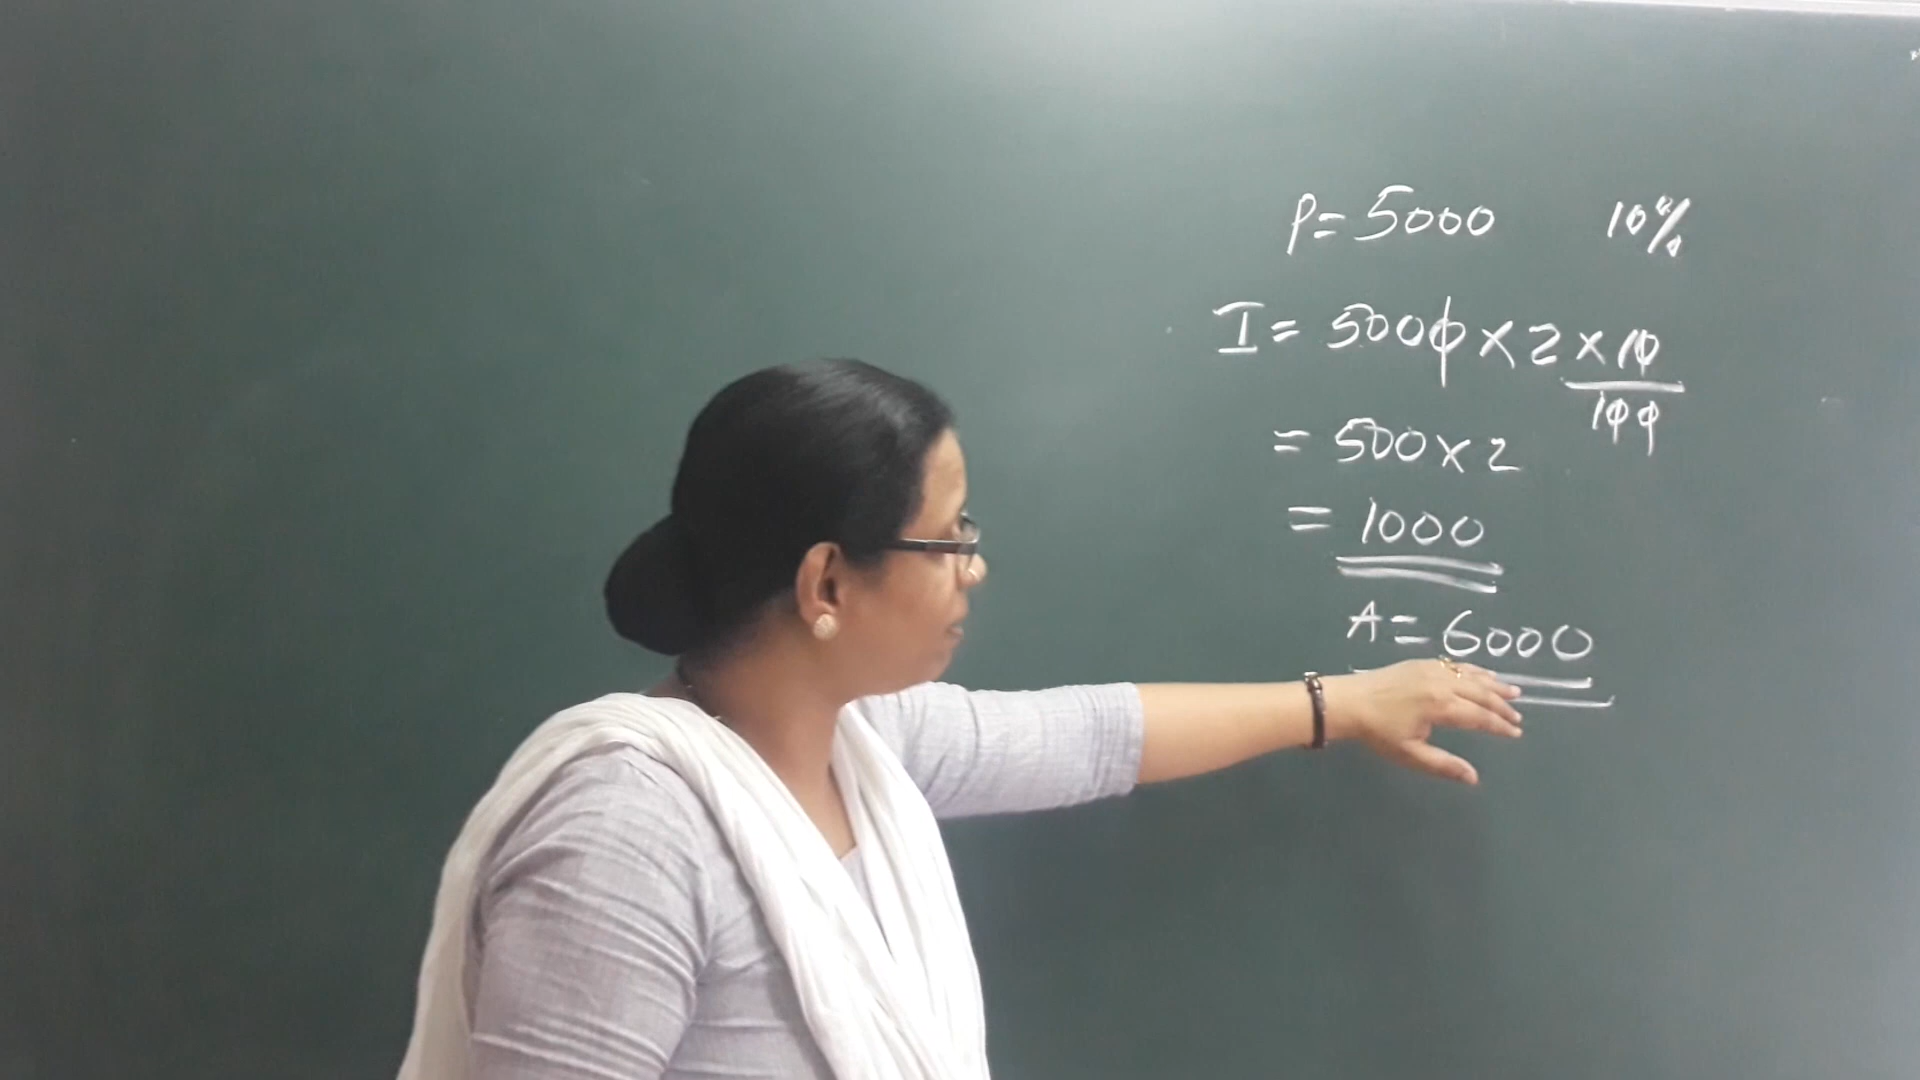 P = 5000 10%
I = 5000 × 2 × 10
100
= 500 × 2
= 1000
A = 6000